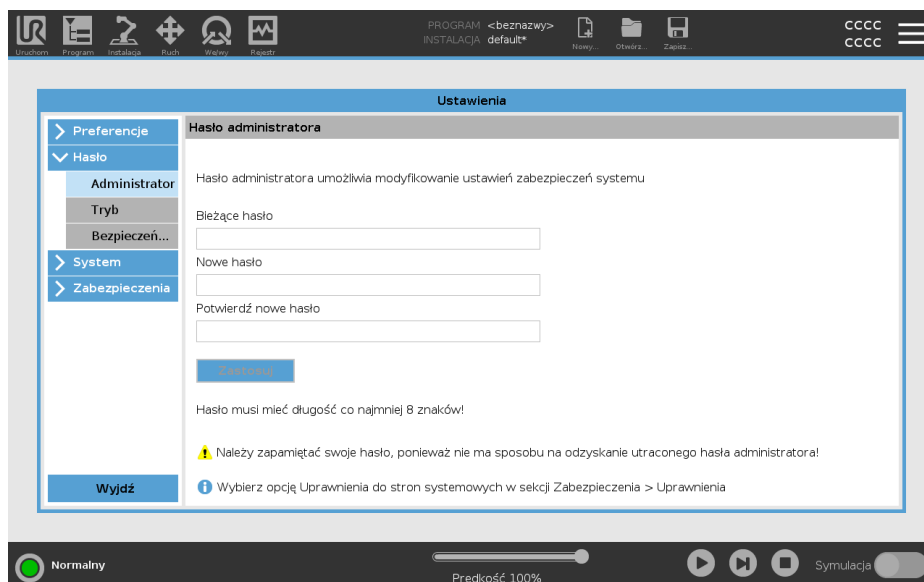 PROGRAM <beznazwy>
INSTALACJA default*
CCCC
CCCC
Uruchom Program Instalacja Ruch We/wy Rejestr Nowy... Otwórz... Zapisz...
Ustawienia
Preferencje
Hasło
Administrator
Tryb
Bezpieczeń...
System
Zabezpieczenia
Wyjdź
Hasło administratora
Hasło administratora umożliwia modyfikowanie ustawień zabezpieczeń systemu
Bieżące hasło
Nowe hasło
Potwierdź nowe hasło
Zastosuj
Hasło musi mieć długość co najmniej 8 znaków!
Należy zapamiętać swoje hasło, ponieważ nie ma sposobu na odzyskanie utraconego hasła administratora!
Wybierz opcję Uprawnienia do stron systemowych w sekcji Zabezpieczenia > Uprawnienia
Normalny
Prędkość 100%
Symulacja